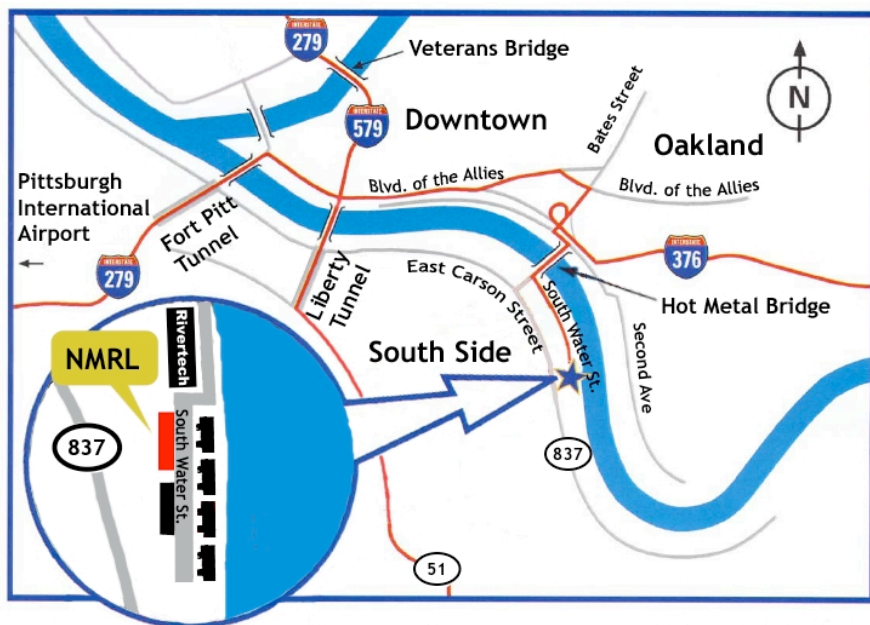 INTERSTATE
279
Veterans Bridge
INTERSTATE
579
Downtown
N
Bates Street
Oakland
Blvd. of the Allies
Blvd. of the Allies
Pittsburgh
International
Airport
Fort Pitt
Tunnel
INTERSTATE
279
Liberty
Tunnel
East Carson
Street
South Water St.
INTERSTATE
376
Hot Metal Bridge
Second Ave
South Side
Rivertech
NMRL
South Water St.
837
837
51